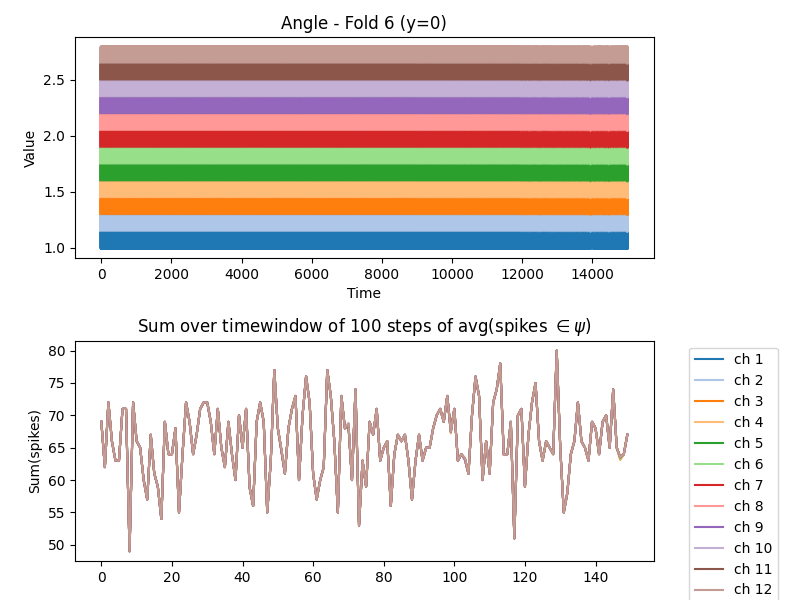 Angle - Fold 6 (y=0)
Value
2.5
2.0
1.5
1.0
0 2000 4000 6000 8000 10000 12000 14000
Time
Sum over timewindow of 100 steps of avg(spikes ∈ψ)
Sum(spikes)
80
75
70
65
60
55
50
0 20 40 60 80 100 120 140
ch 1
ch 2
ch 3
ch 4
ch 5
ch 6
ch 7
ch 8
ch 9
ch 10
ch 11
ch 12